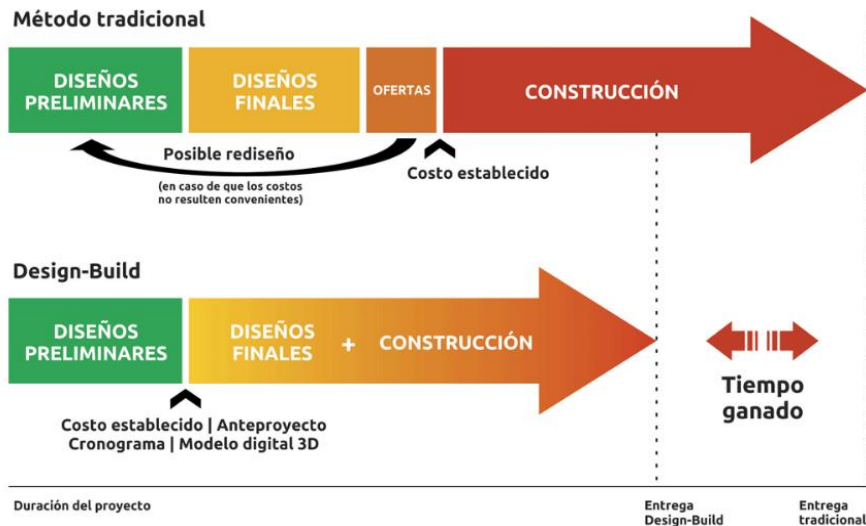 Método tradicional
DISEÑOS
PRELIMINARES
DISEÑOS
FINALES
OFERTAS
CONSTRUCCIÓN
Posible rediseño
(en caso de que los costos
no resulten convenientes)
Costo establecido
Design-Build
DISEÑOS
PRELIMINARES
DISEÑOS
FINALES
+
CONSTRUCCIÓN
Costo establecido | Anteproyecto
Cronograma | Modelo digital 3D
Tiempo
ganado
Duración del proyecto
Entrega
Design-Build
Entrega
tradicional